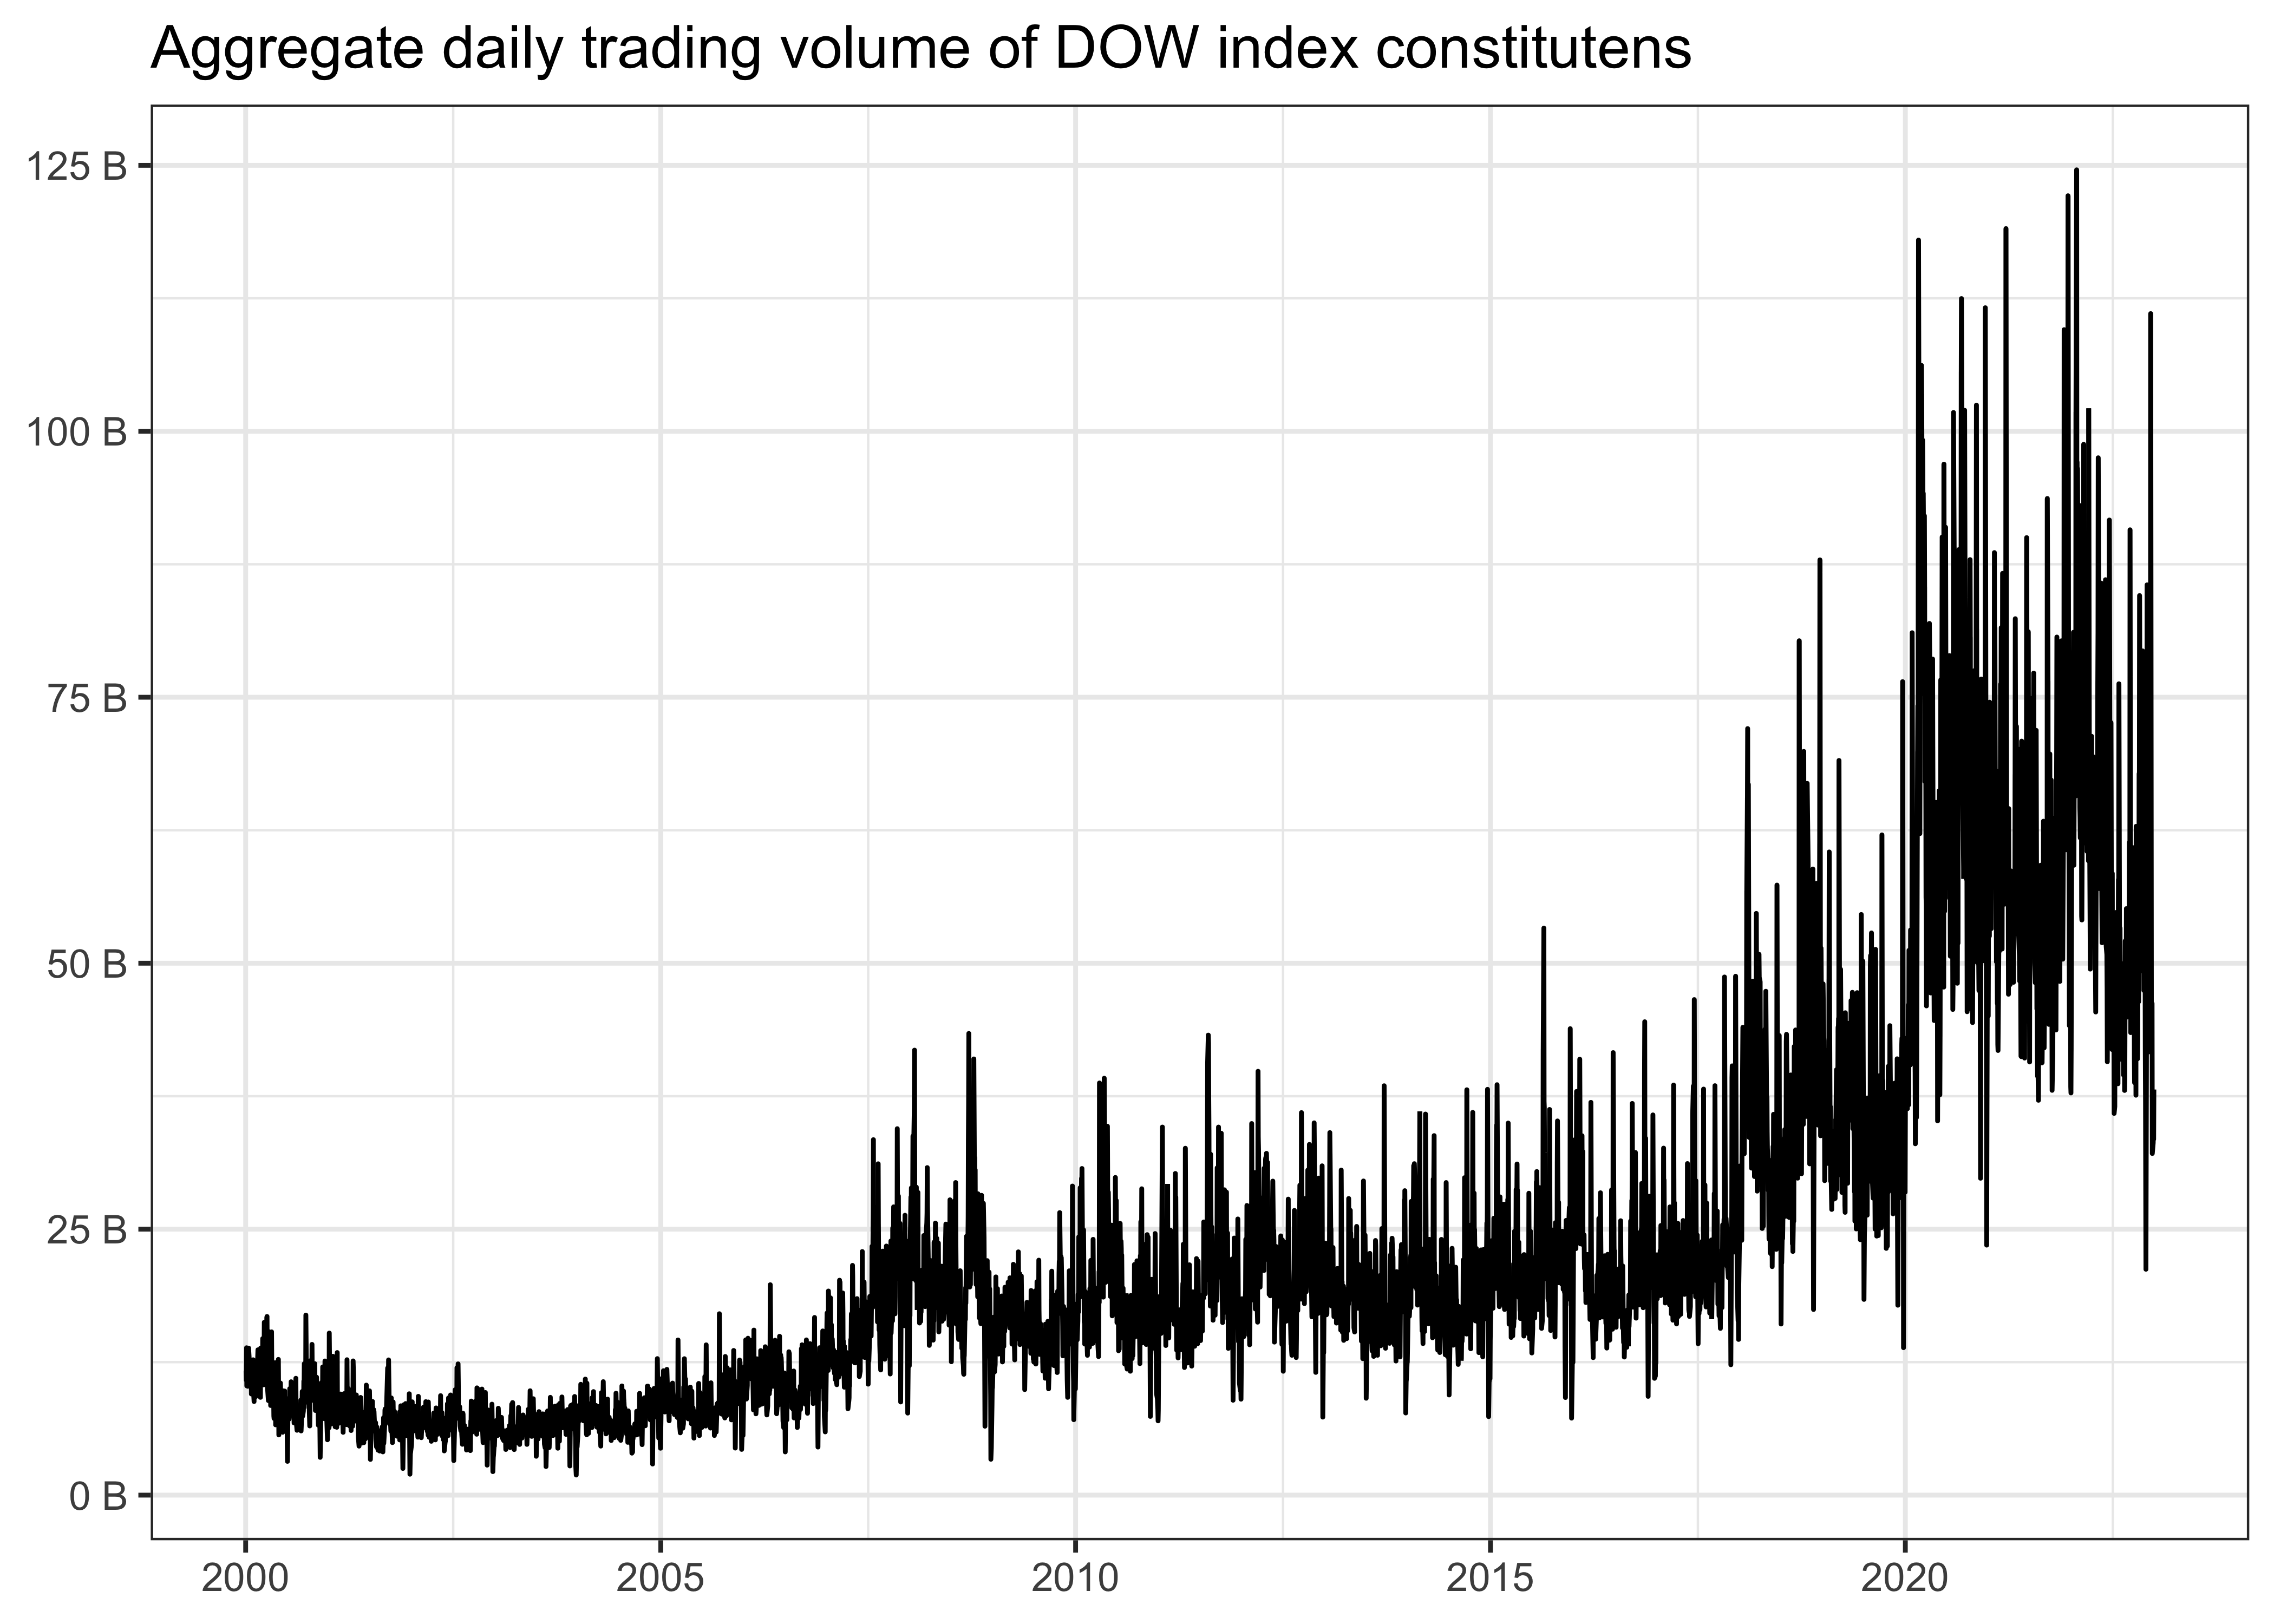 Aggregate daily trading volume of DOW index constitutens
125 B
100 B
75 B
50 B
25 B
0 B
2000 2005 2010 2015 2020